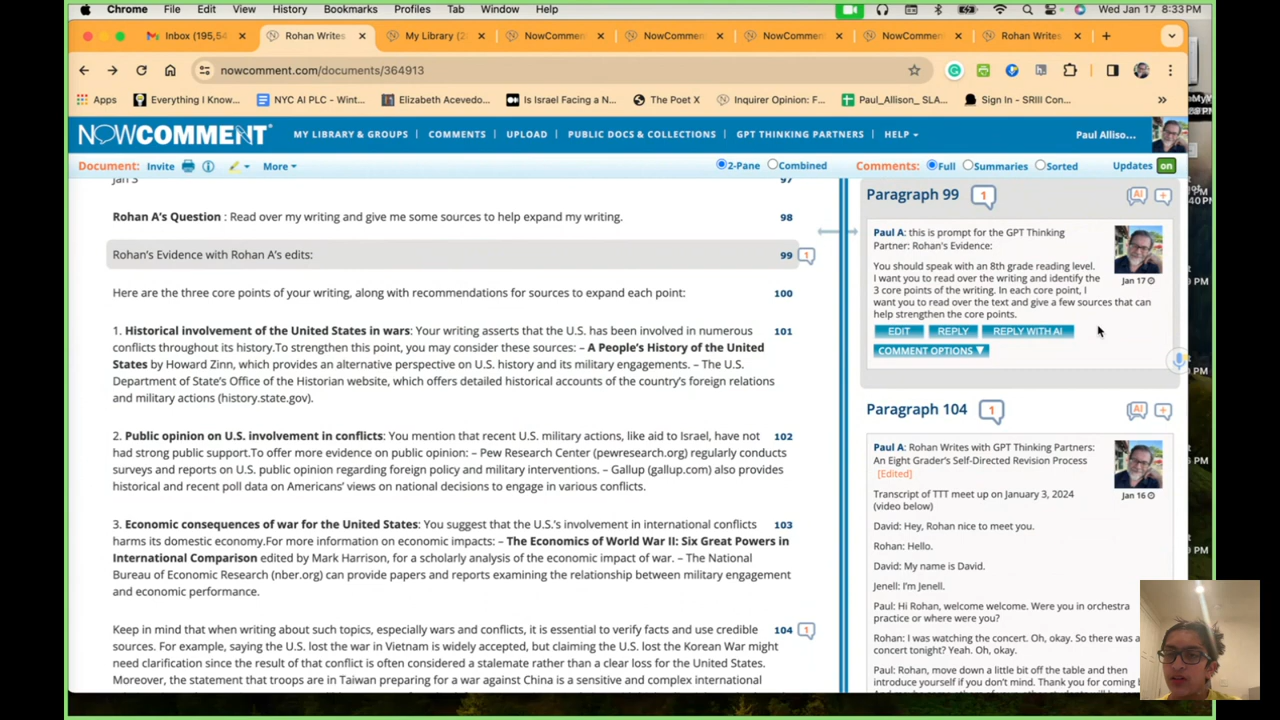 Chrome File Edit View History Bookmarks Profiles Tab Window Help Wed Jan 17 8:33 PM
Inbox (195,54 Rohan Writes My Library (2 NowCommen NowCommen NowCommen NowCommen Rohan Writes
nowcomment.com/documents/364913
Apps Everything I Know... NYC AI PLC - Wint... Elizabeth Acevedo... Is Israel Facing a N... The Poet X Inquirer Opinion: F... Paul_Allison_ SLA... Sign In - SRIII Con...
NOWCOMMENT MY LIBRARY & GROUPS COMMENTS UPLOAD PUBLIC DOCS & COLLECTIONS GPT THINKING PARTNERS HELP Paul Alliso...
Document: Invite More 2-Pane Combined Comments: Full Summaries Sorted Updates on
Jan 3 97
Rohan A's Question : Read over my writing and give me some sources to help expand my writing. 98
Rohan's Evidence with Rohan A's edits: 99 1
Here are the three core points of your writing, along with recommendations for sources to expand each point: 100
1. Historical involvement of the United States in wars: Your writing asserts that the U.S. has been involved in numerous 101
conflicts throughout its history.To strengthen this point, you may consider these sources: – A People's History of the United
States by Howard Zinn, which provides an alternative perspective on U.S. history and its military engagements. – The U.S.
Department of State's Office of the Historian website, which offers detailed historical accounts of the country's foreign relations
and military actions (history.state.gov).
2. Public opinion on U.S. involvement in conflicts: You mention that recent U.S. military actions, like aid to Israel, have not 102
had strong public support.To offer more evidence on public opinion: – Pew Research Center (pewresearch.org) regularly conducts
surveys and reports on U.S. public opinion regarding foreign policy and military interventions. – Gallup (gallup.com) also provides
historical and recent poll data on Americans' views on national decisions to engage in various conflicts.
3. Economic consequences of war for the United States: You suggest that the U.S.'s involvement in international conflicts 103
harms its domestic economy.For more information on economic impacts: – The Economics of World War II: Six Great Powers in
International Comparison edited by Mark Harrison, for a scholarly analysis of the economic impact of war. – The National
Bureau of Economic Research (nber.org) can provide papers and reports examining the relationship between military engagement
and economic performance.
Keep in mind that when writing about such topics, especially wars and conflicts, it is essential to verify facts and use credible 104 1
sources. For example, saying the U.S. lost the war in Vietnam is widely accepted, but claiming the U.S. lost the Korean War might
need clarification since the result of that conflict is often considered a stalemate rather than a clear loss for the United States.
Moreover, the statement that troops are in Taiwan preparing for a war against China is a sensitive and complex international
Paragraph 99 1 AI +
Paul A: this is prompt for the GPT Thinking
Partner: Rohan's Evidence:
Jan 17
You should speak with an 8th grade reading level.
I want you to read over the writing and identify the
3 core points of the writing. In each core point, I
want you to read over the text and give a few sources that can
help strengthen the core points.
EDIT REPLY REPLY WITH AI
COMMENT OPTIONS
Paragraph 104 1 AI +
Paul A: Rohan Writes with GPT Thinking Partners:
An Eight Grader's Self-Directed Revision Process
[Edited]
Jan 16
Transcript of TTT meet up on January 3, 2024
(video below)
David: Hey, Rohan nice to meet you.
Rohan: Hello.
David: My name is David.
Jenell: I'm Jenell.
Paul: Hi Rohan, welcome welcome. Were you in orchestra
practice or where were you?
Rohan: I was watching the concert. Oh, okay. So there was a
concert tonight? Yeah. Oh, okay.
Paul: Rohan, move down a little bit off the table and then
introduce yourself if you don't mind. Thank you for coming